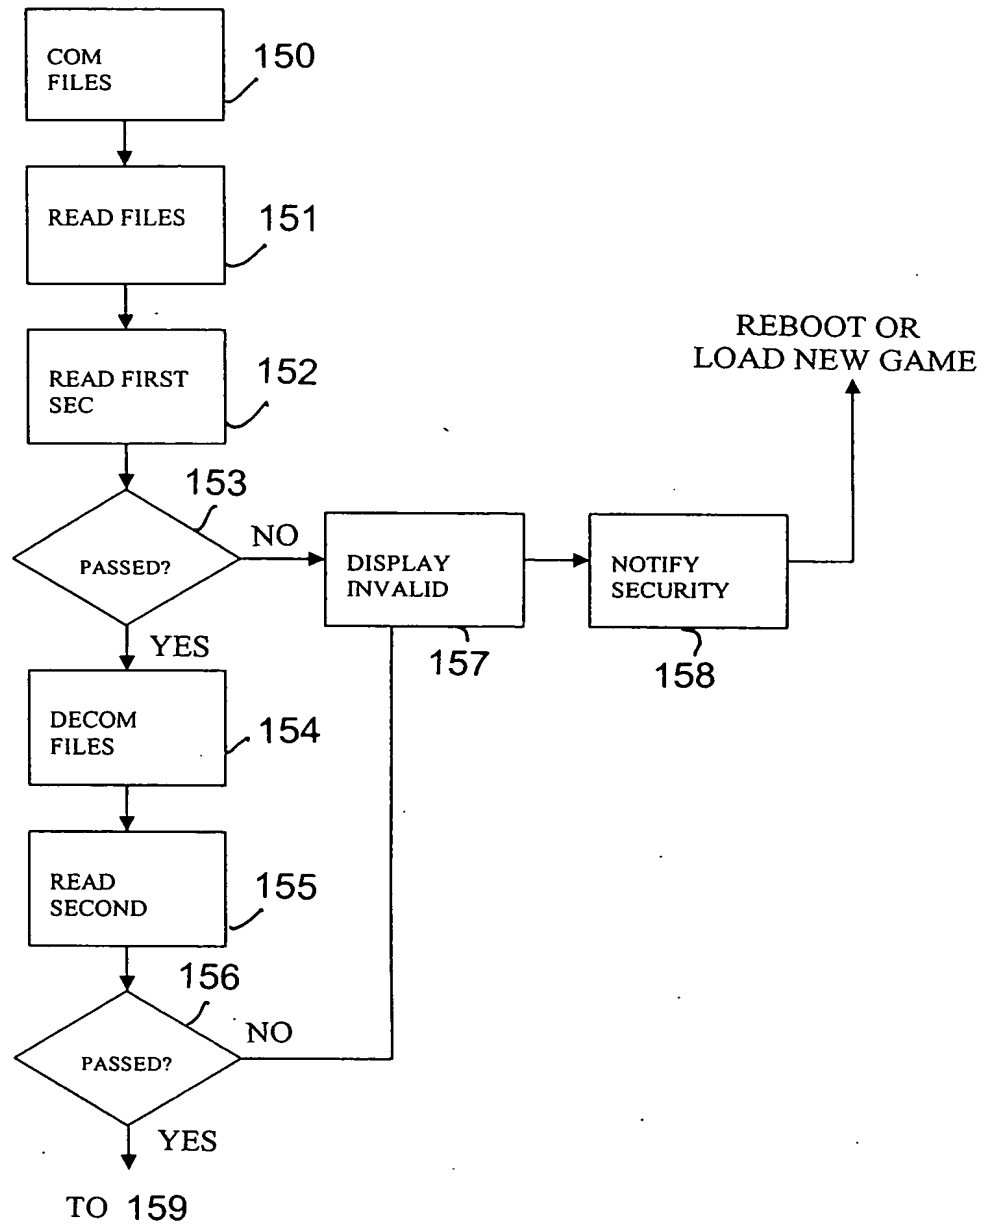 COM
FILES
150
READ FILES
151
READ FIRST
SEC
152
REBOOT OR
LOAD NEW GAME
153
PASSED?
NO
YES
DISPLAY
INVALID
157
NOTIFY
SECURITY
158
DECOM
FILES
154
READ
SECOND
155
156
PASSED?
NO
YES
TO 159